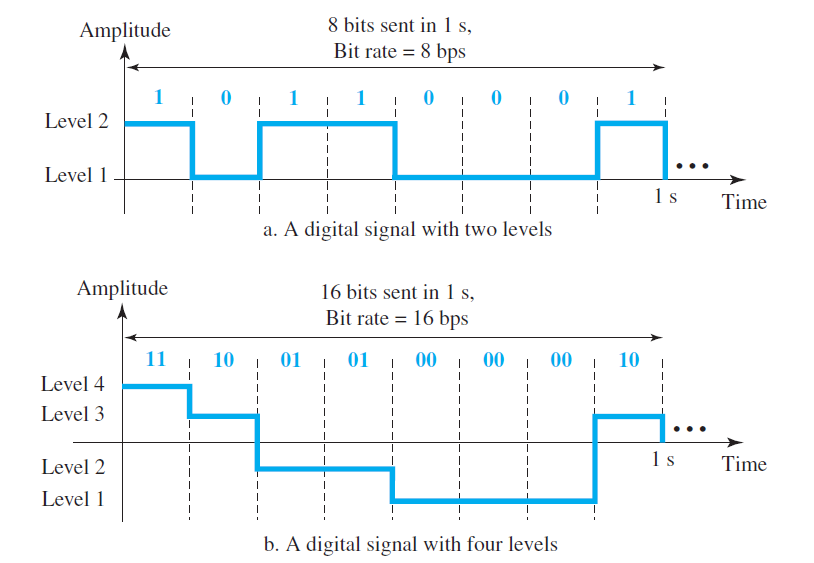 Amplitude
8 bits sent in 1 s,
Bit rate = 8 bps
1 0 1 1 0 0 0 1
Level 2
Level 1
•••
1 s
Time
a. A digital signal with two levels
Amplitude
16 bits sent in 1 s,
Bit rate = 16 bps
11 10 01 01 00 00 00 10
Level 4
Level 3
•••
Level 2
1 s
Time
Level 1
b. A digital signal with four levels